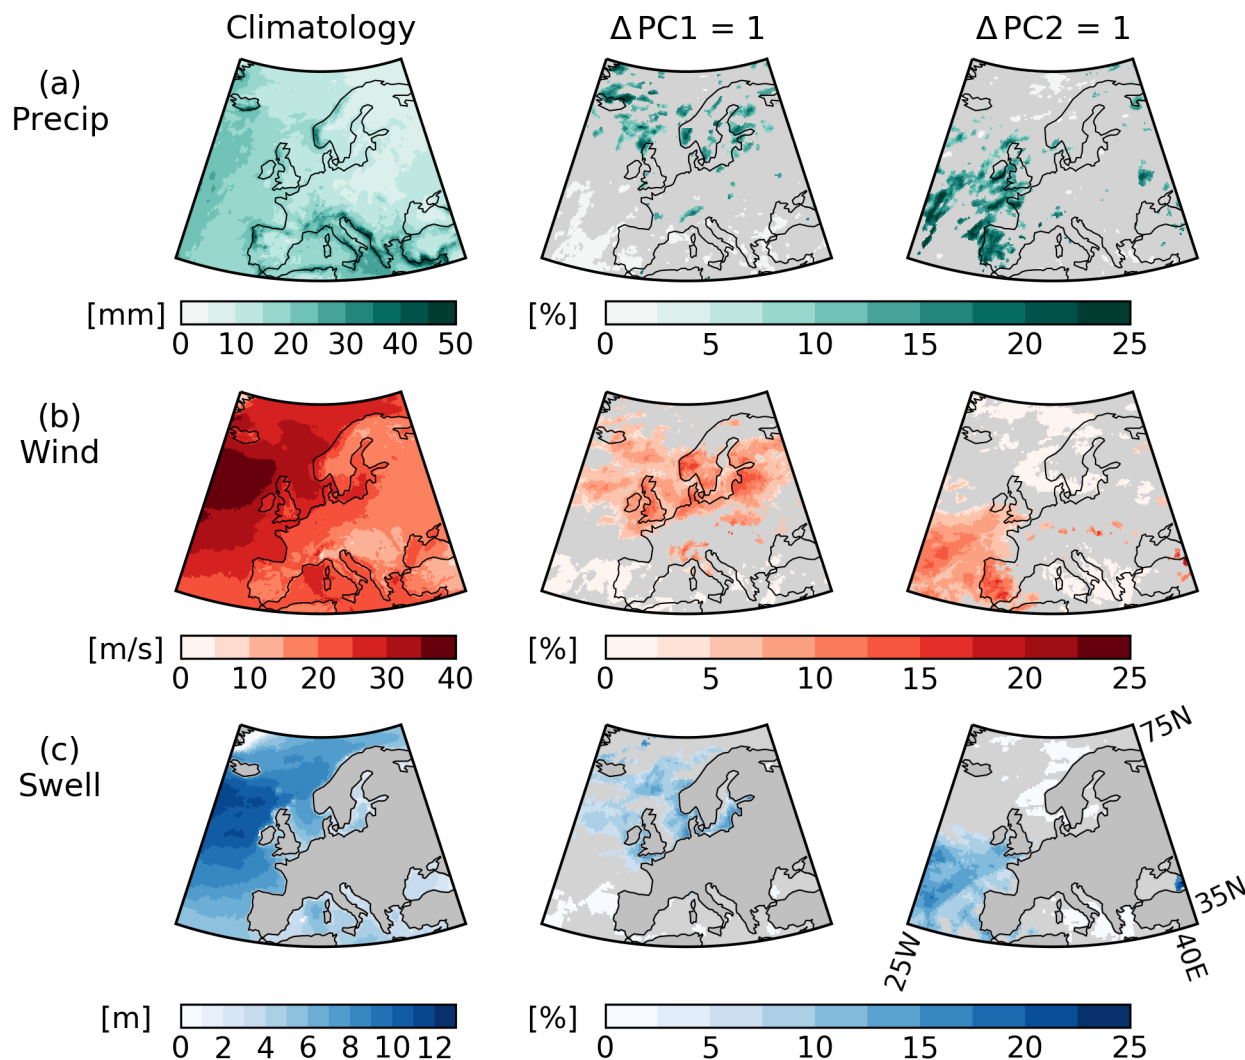 Climatology
Δ PC1 = 1
Δ PC2 = 1
(a)
Precip
[mm]
0 10 20 30 40 50
[%]
0 5 10 15 20 25
(b)
Wind
[m/s]
0 10 20 30 40
[%]
0 5 10 15 20 25
(c)
Swell
75N
35N
25W
40E
[m]
0 2 4 6 8 10 12
[%]
0 5 10 15 20 25